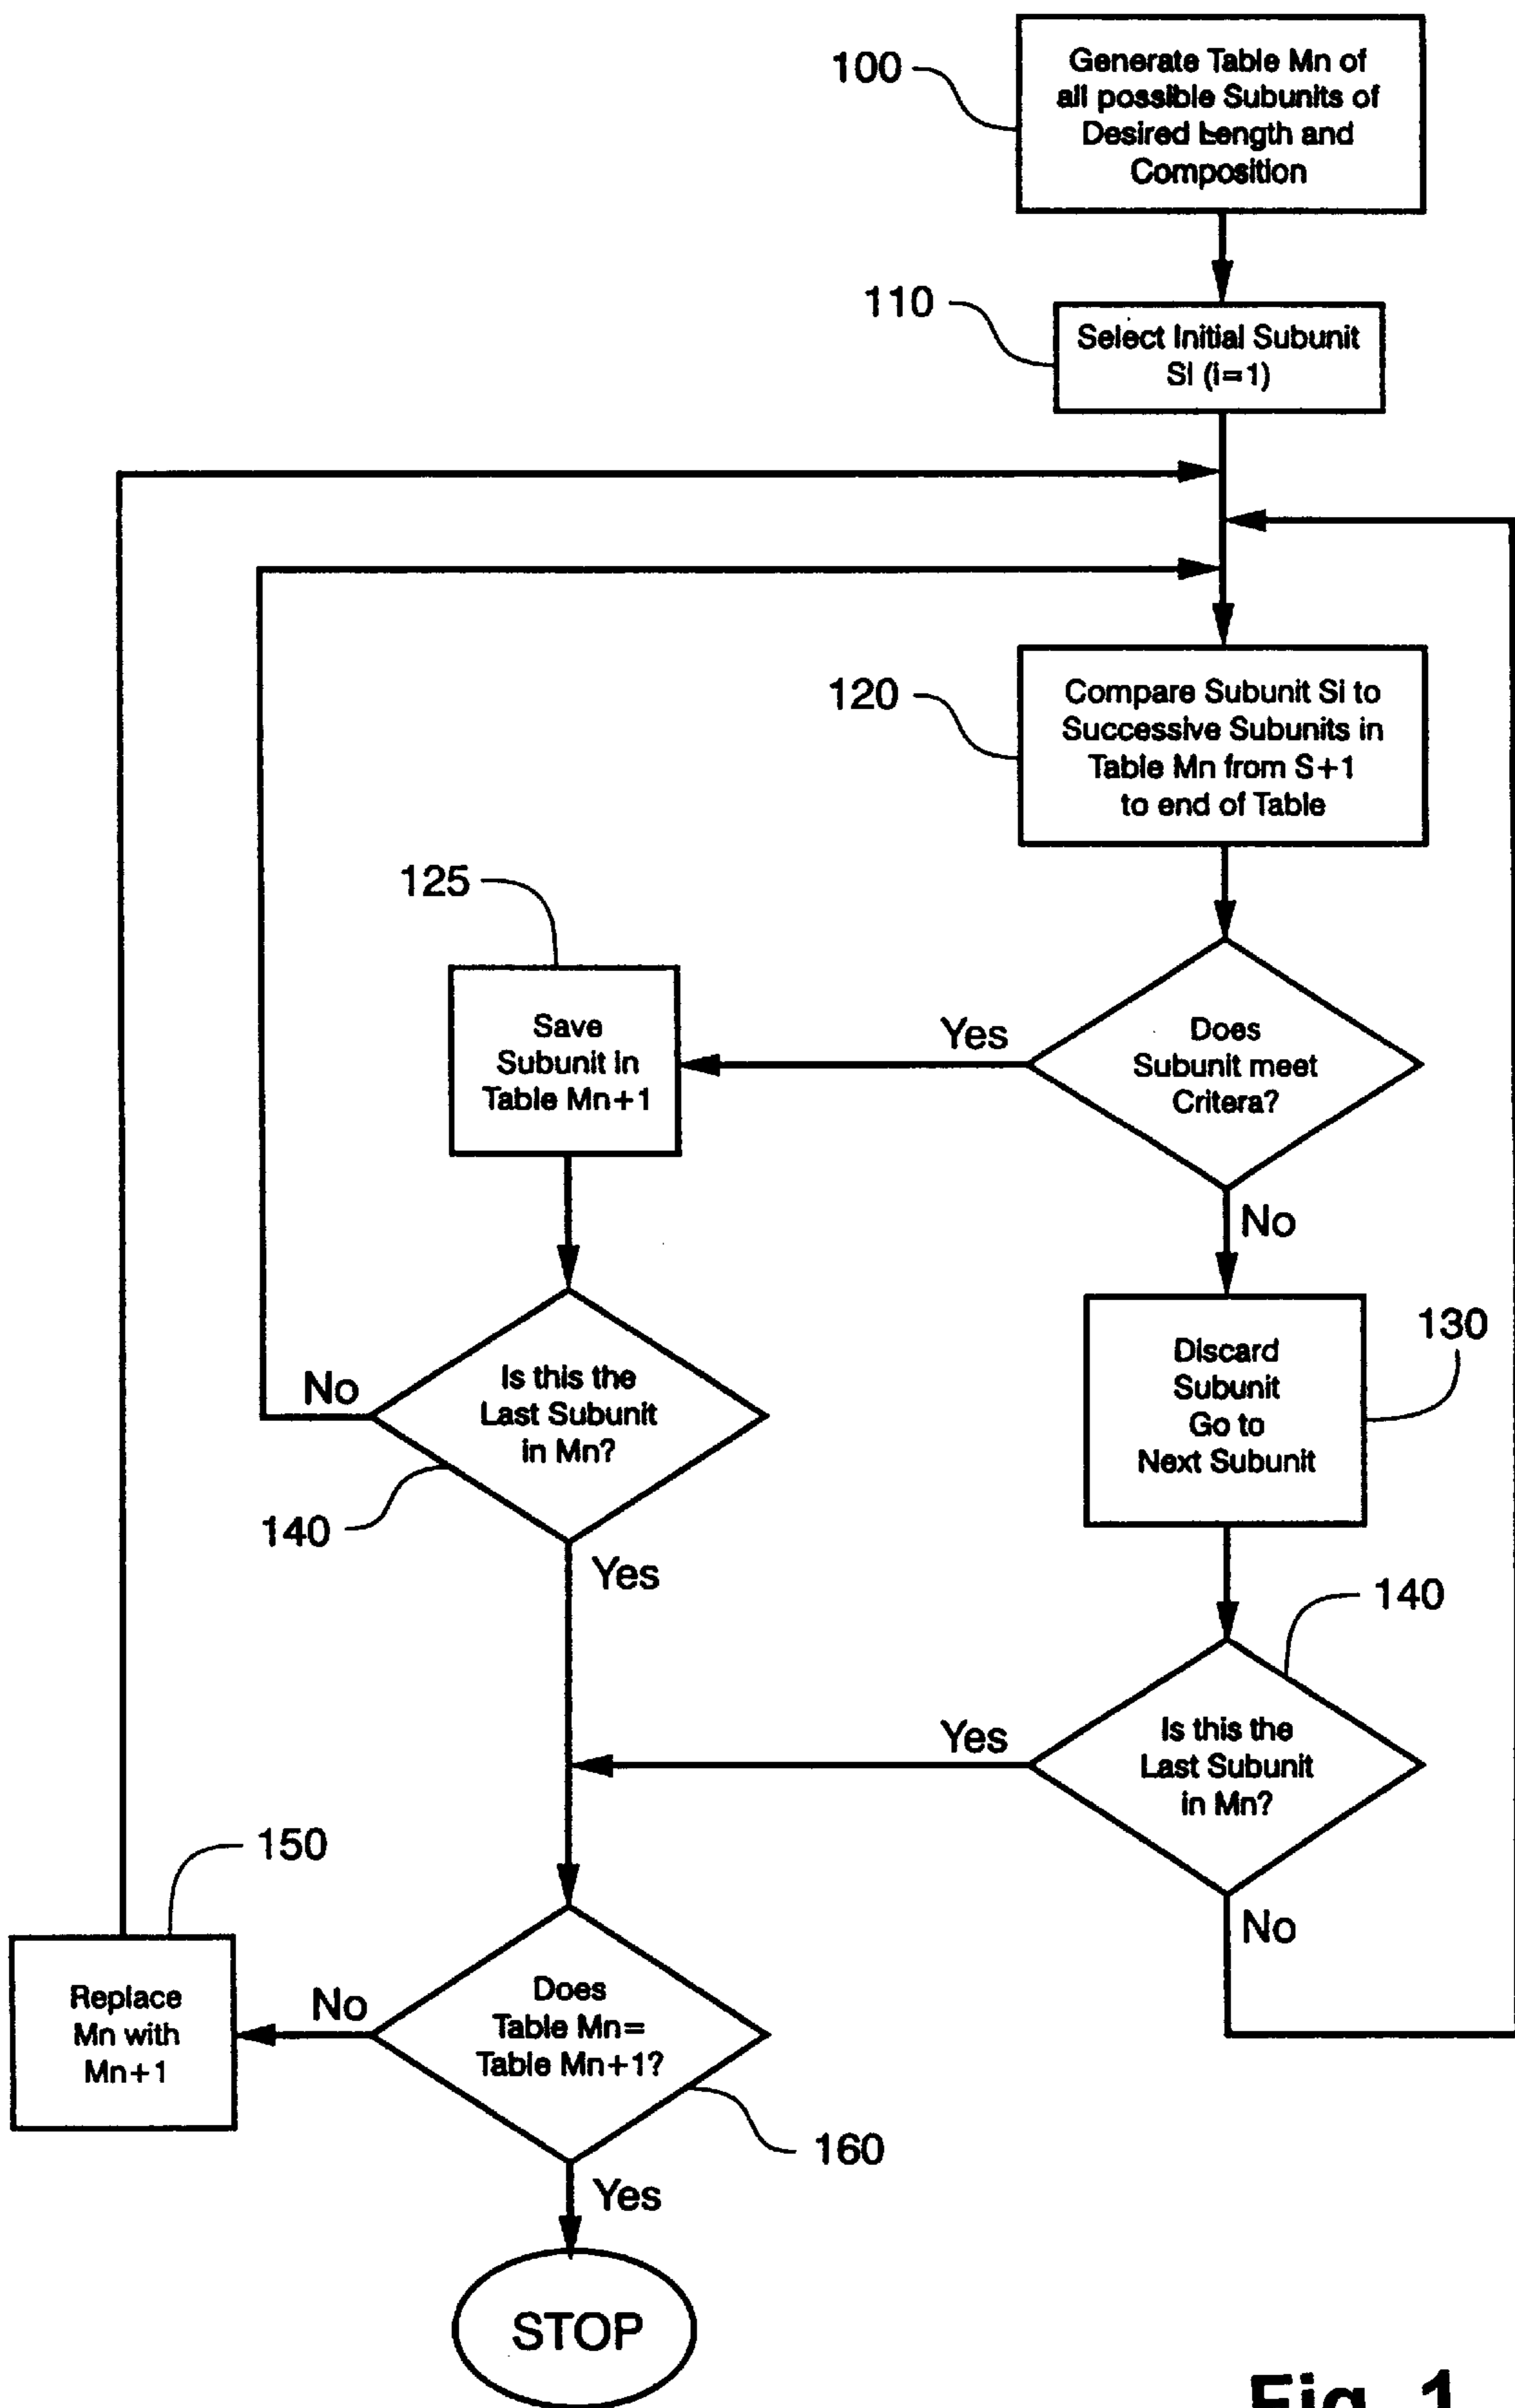 100
Generate Table Mn of
all possible Subunits of
Desired Length and
Composition
110
Select Initial Subunit
Si (i=1)
120
Compare Subunit Si to
Successive Subunits in
Table Mn from S+1
to end of Table
125
Save
Subunit in
Table Mn+1
Yes
Does
Subunit meet
Critera?
No
130
Discard
Subunit
Go to
Next Subunit
No
Is this the
Last Subunit
in Mn?
140
Yes
140
Yes
Is this the
Last Subunit
in Mn?
No
150
Replace
Mn with
Mn+1
No
Does
Table Mn=
Table Mn+1?
160
Yes
STOP
Fig. 1